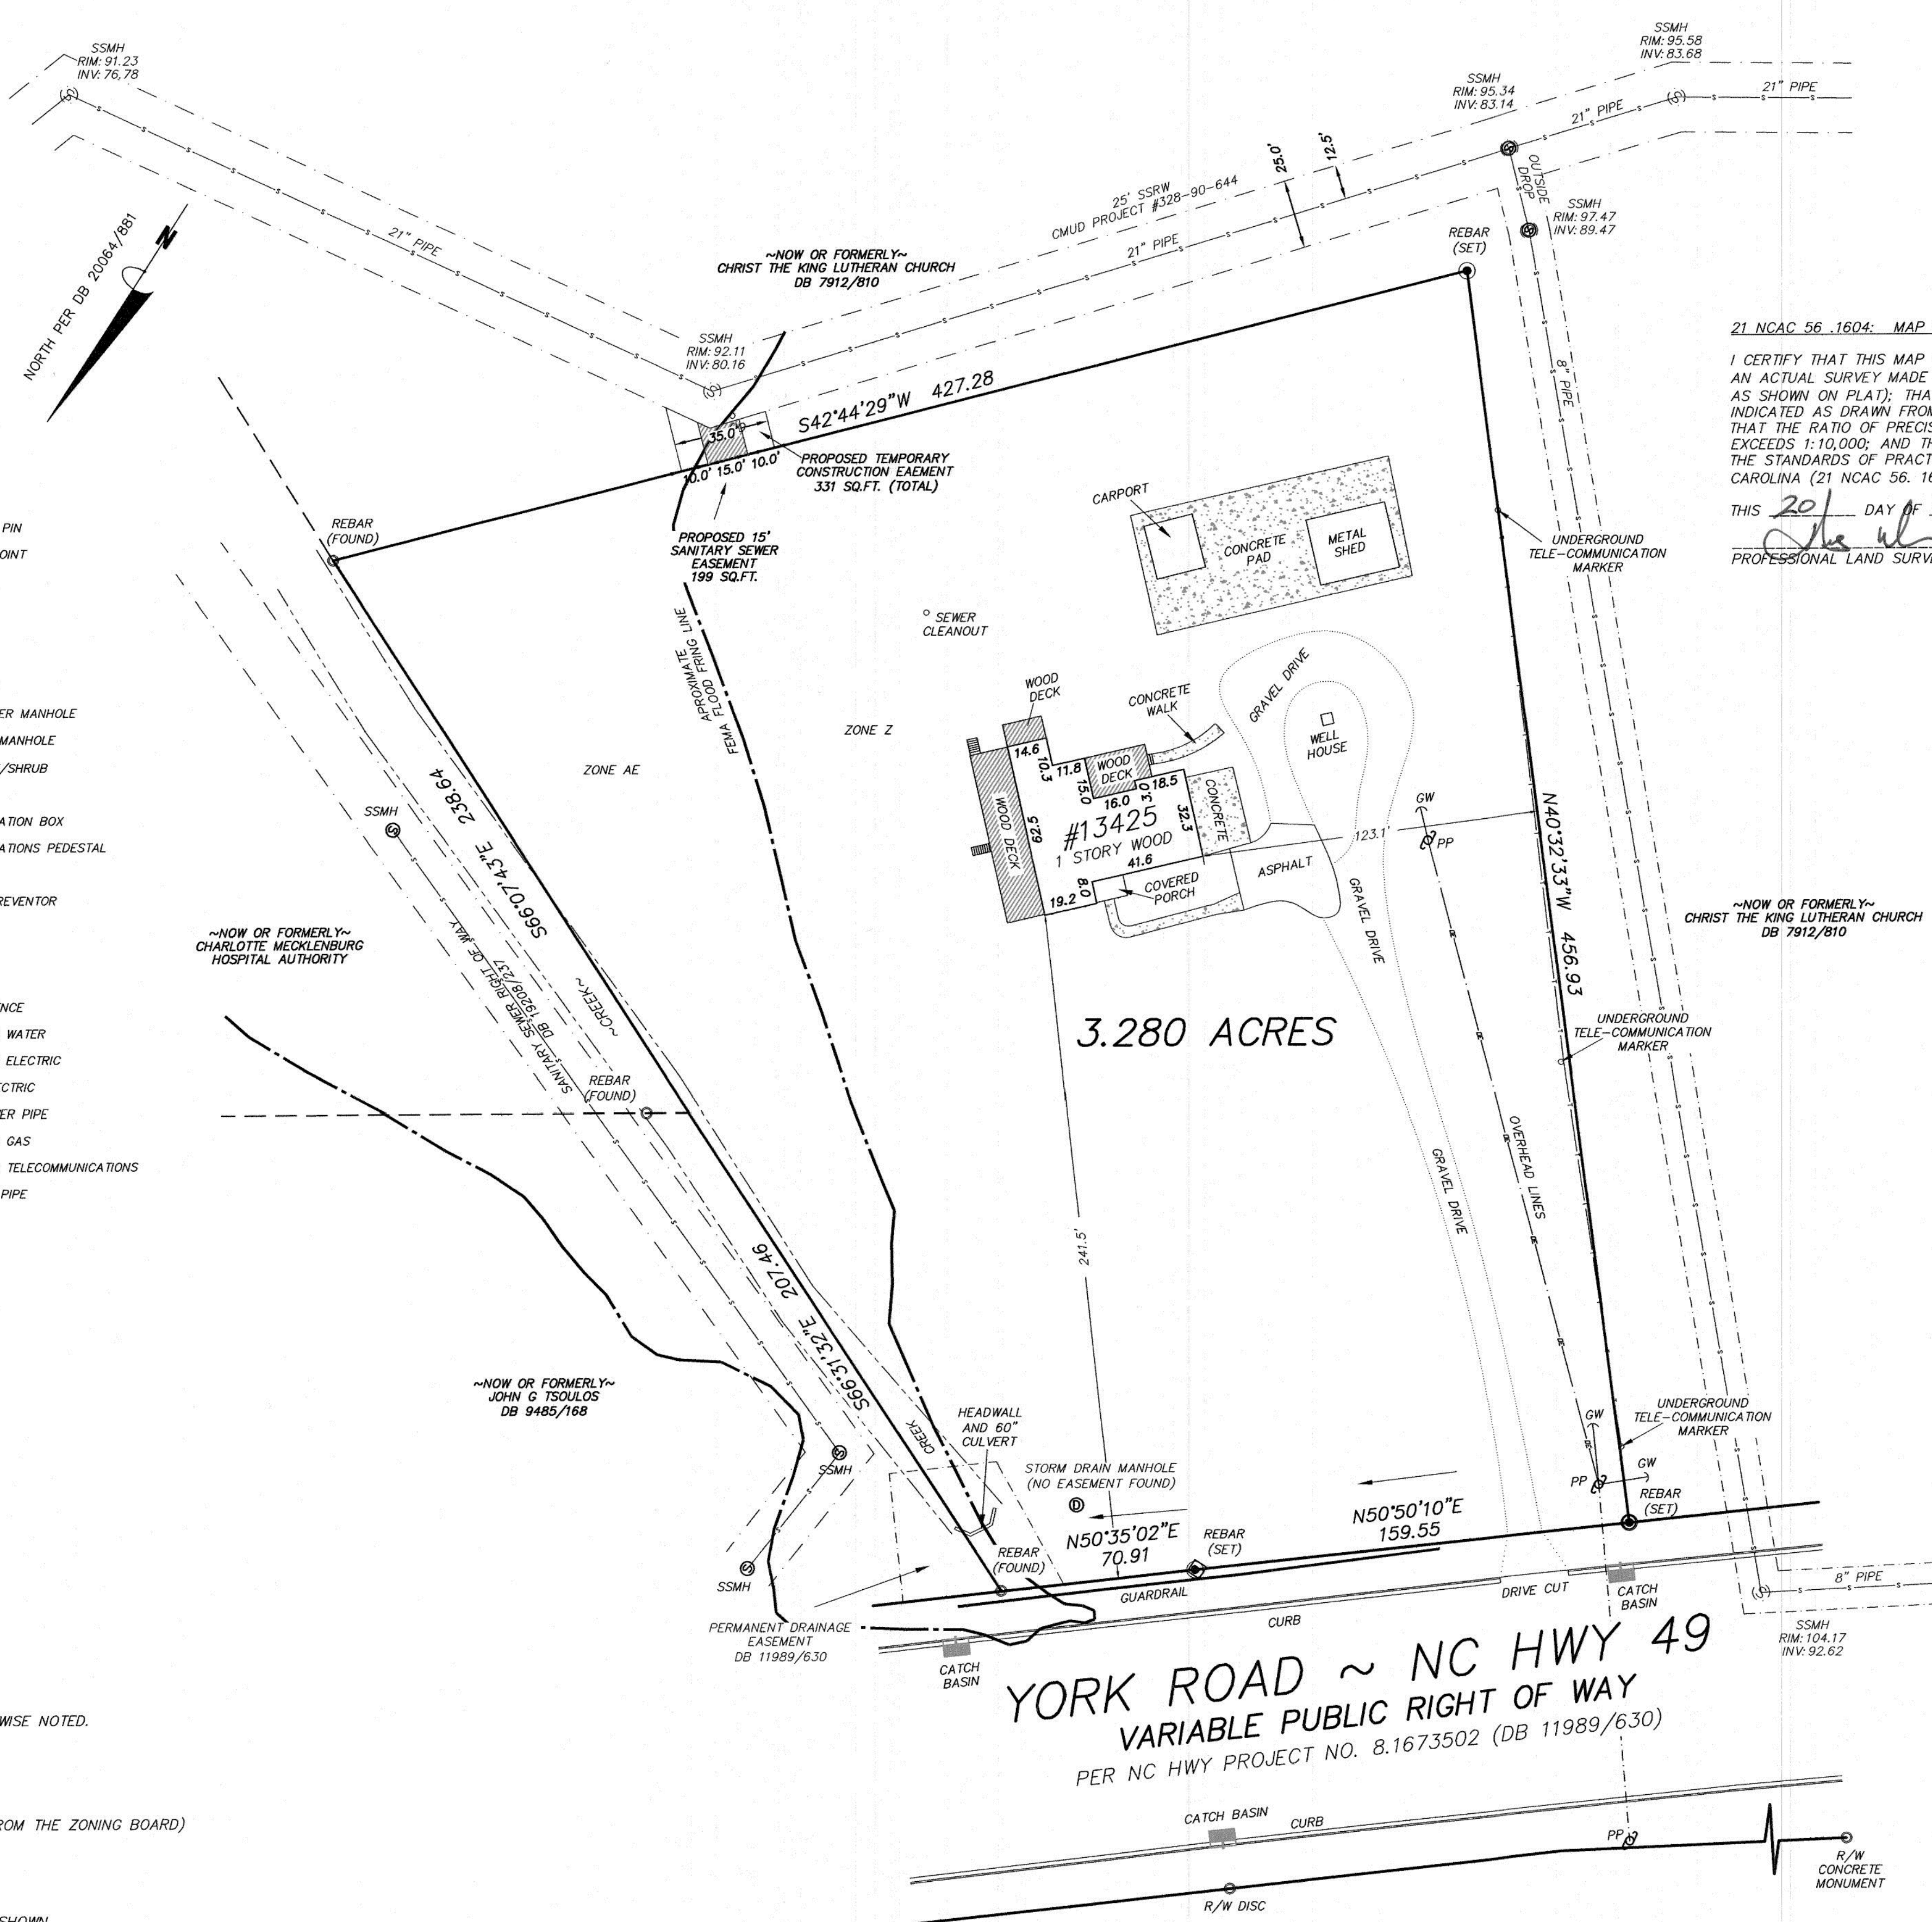 SSMH
RIM: 91.23
INV: 76,78
SSMH
RIM: 95.58
INV: 83.68
SSMH
RIM: 95.34
INV: 83.14
21" PIPE
21" PIPE
25.0'
12.5'
OUTSIDE
DROP
SSMH
RIM: 97.47
INV: 89.47
25' SSRW
CMUD PROJECT #328-90-644
21" PIPE
21" PIPE
NORTH PER DB 20064/881
N
~NOW OR FORMERLY~
CHRIST THE KING LUTHERAN CHURCH
DB 7912/810
REBAR
(SET)
SSMH
RIM: 92.11
INV: 80.16
S42°44'29"W 427.28
8" PIPE
21 NCAC 56 .1604: MAP
I CERTIFY THAT THIS MAP
AN ACTUAL SURVEY MADE
AS SHOWN ON PLAT); THA
INDICATED AS DRAWN FROM
THAT THE RATIO OF PRECIS
EXCEEDS 1:10,000; AND TH
THE STANDARDS OF PRACT
CAROLINA (21 NCAC 56. 16
THIS 20 DAY OF
PROFESSIONAL LAND SURVE
35.0'
10.0' 15.0' 10.0'
PROPOSED TEMPORARY
CONSTRUCTION EAEMENT
331 SQ.FT. (TOTAL)
PROPOSED 15'
SANITARY SEWER
EASEMENT
199 SQ.FT.
REBAR
(FOUND)
PIN
OINT
CARPORT
CONCRETE
PAD
METAL
SHED
UNDERGROUND
TELE-COMMUNICATION
MARKER
SEWER
CLEANOUT
APPROXIMATE
FEMA FLOOD FRING LINE
ZONE Z
ZONE AE
WOOD
DECK
CONCRETE
WALK
GRAVEL DRIVE
WELL
HOUSE
ER MANHOLE
MANHOLE
/SHRUB
ATION BOX
ATIONS PEDESTAL
REVENTOR
NCE
WATER
ELECTRIC
CTRIC
ER PIPE
GAS
TELECOMMUNICATIONS
PIPE
14.6
10.3
11.8
WOOD
DECK
15.0
16.0
3.0
18.5
CONCRETE
WOOD DECK
62.5
#13425
1 STORY WOOD
32.3
41.6
8.0
19.2
COVERED
PORCH
ASPHALT
123.1'
GW
PP
GRAVEL DRIVE
N40°32'33"W 456.93
~NOW OR FORMERLY~
CHRIST THE KING LUTHERAN CHURCH
DB 7912/810
SSMH
238.64
S66°07'43"E
~NOW OR FORMERLY~
CHARLOTTE MECKLENBURG
HOSPITAL AUTHORITY
SANITARY SEWER RIGHT OF WAY
DB 19208/237
~CREEK~
3.280 ACRES
UNDERGROUND
TELE-COMMUNICATION
MARKER
REBAR
(FOUND)
GRAVEL DRIVE
OVERHEAD LINES
241.5'
207.46
S66°31'32"E
~NOW OR FORMERLY~
JOHN G TSOULOS
DB 9485/168
CREEK
HEADWALL
AND 60"
CULVERT
SSMH
STORM DRAIN MANHOLE
(NO EASEMENT FOUND)
D
GW
UNDERGROUND
TELE-COMMUNICATION
MARKER
PP
GW
REBAR
(SET)
N50°35'02"E
70.91
REBAR
(SET)
N50°50'10"E
159.55
SSMH
REBAR
(FOUND)
GUARDRAIL
DRIVE CUT
CATCH
BASIN
8" PIPE
CURB
PERMANENT DRAINAGE
EASEMENT
DB 11989/630
CATCH
BASIN
SSMH
RIM: 104.17
INV: 92.62
YORK ROAD ~ NC HWY 49
VARIABLE PUBLIC RIGHT OF WAY
PER NC HWY PROJECT NO. 8.1673502 (DB 11989/630)
WISE NOTED.
ROM THE ZONING BOARD)
SHOWN
CATCH BASIN
CURB
PP
R/W
CONCRETE
MONUMENT
R/W DISC